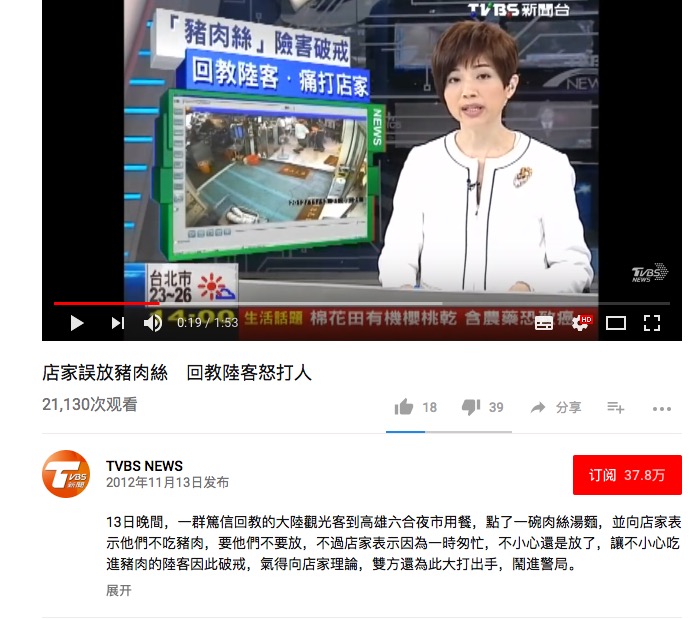 TVBS新聞台
「豬肉絲」險害破戒
回教陸客．痛打店家
NEWS
TVBS
NEWS
台北市
23~26
14:00
生活話題 棉花田有機櫻桃乾 含農藥恐致癌
0:19 / 1:53
HD
店家誤放豬肉絲 回教陸客怒打人
21,130次观看
18
39
分享
TVBS
新聞
TVBS NEWS
2012年11月13日发布
订阅 37.8万
13日晚間，一群篤信回教的大陸觀光客到高雄六合夜市用餐，點了一碗肉絲湯麵，並向店家表
示他們不吃豬肉，要他們不要放，不過店家表示因為一時匆忙，不小心還是放了，讓不小心吃
進豬肉的陸客因此破戒，氣得向店家理論，雙方還為此大打出手，鬧進警局。
展开